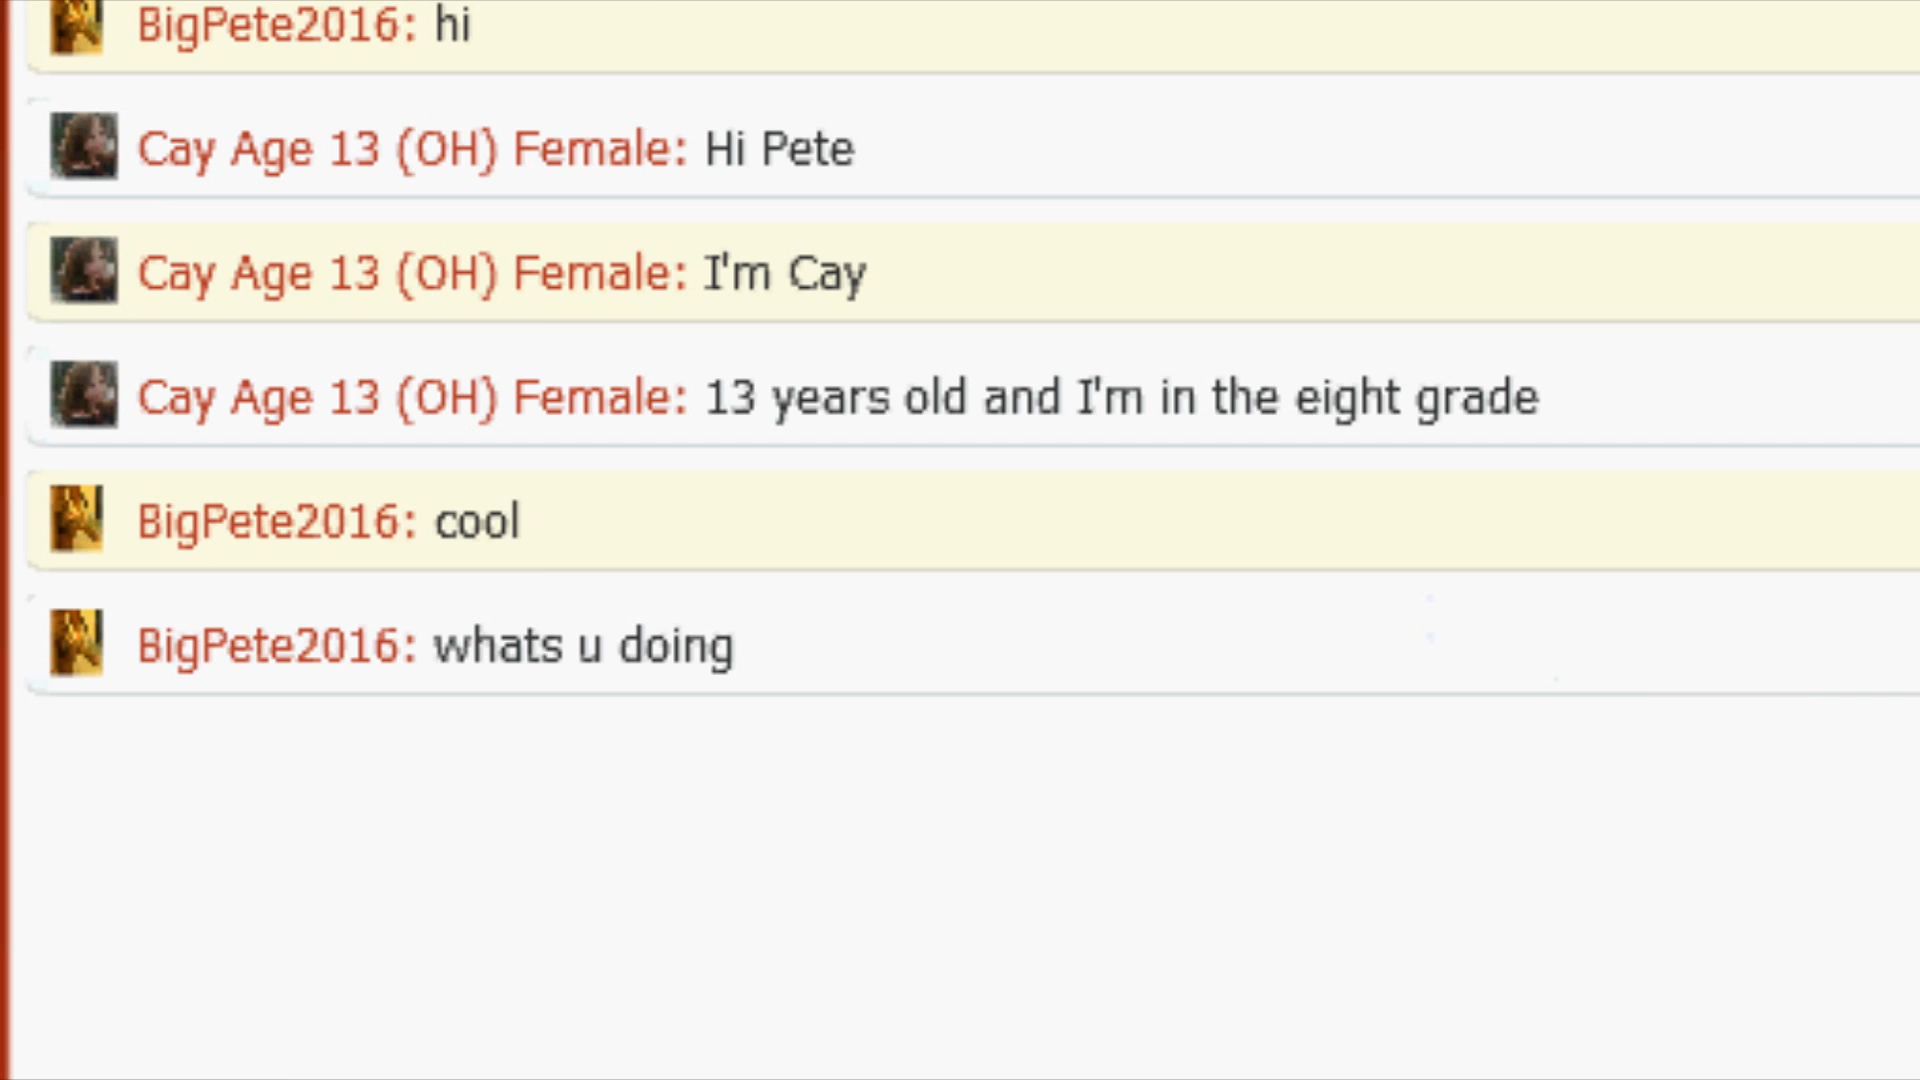 BigPete2016: hi
Cay Age 13 (OH) Female: Hi Pete
Cay Age 13 (OH) Female: I'm Cay
Cay Age 13 (OH) Female: 13 years old and I'm in the eight grade
BigPete2016: cool
BigPete2016: whats u doing